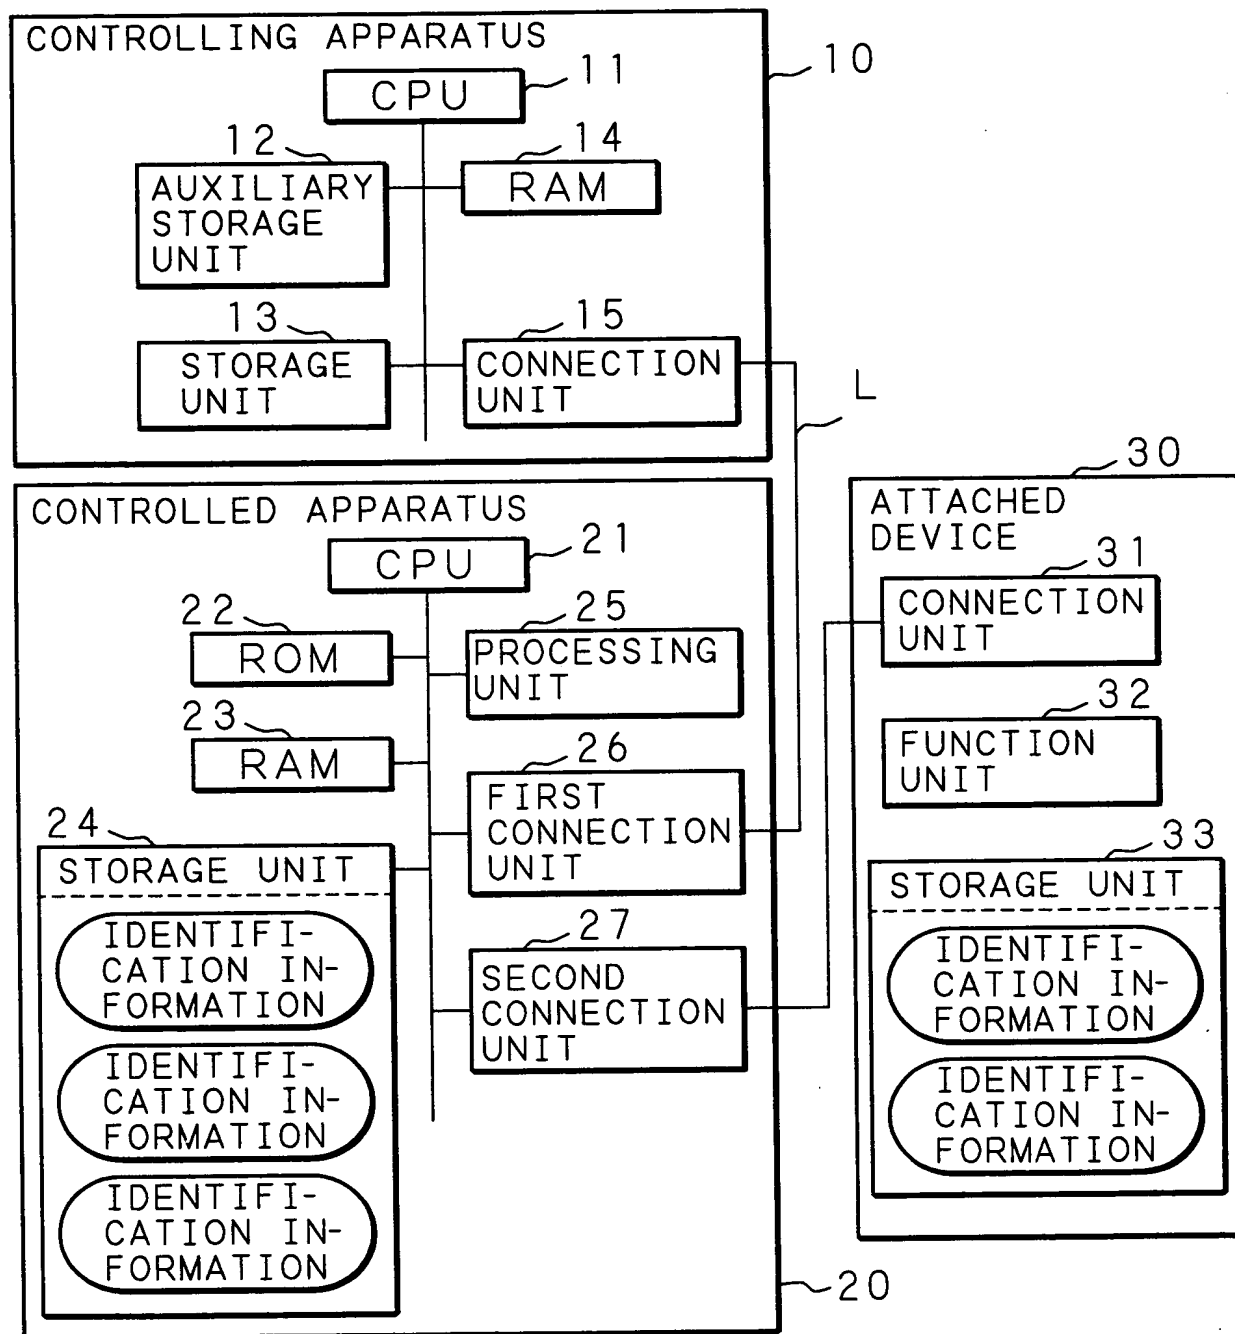 CONTROLLING APPARATUS
10
11
CPU
12
14
AUXILIARY
STORAGE
UNIT
RAM
13
15
STORAGE
UNIT
CONNECTION
UNIT
L
CONTROLLED APPARATUS
21
CPU
22
25
ROM
PROCESSING
UNIT
23
26
RAM
FIRST
CONNECTION
UNIT
24
STORAGE UNIT
IDENTIFI-
CATION IN-
FORMATION
IDENTIFI-
CATION IN-
FORMATION
IDENTIFI-
CATION IN-
FORMATION
27
SECOND
CONNECTION
UNIT
20
30
ATTACHED
DEVICE
31
CONNECTION
UNIT
32
FUNCTION
UNIT
33
STORAGE UNIT
IDENTIFI-
CATION IN-
FORMATION
IDENTIFI-
CATION IN-
FORMATION